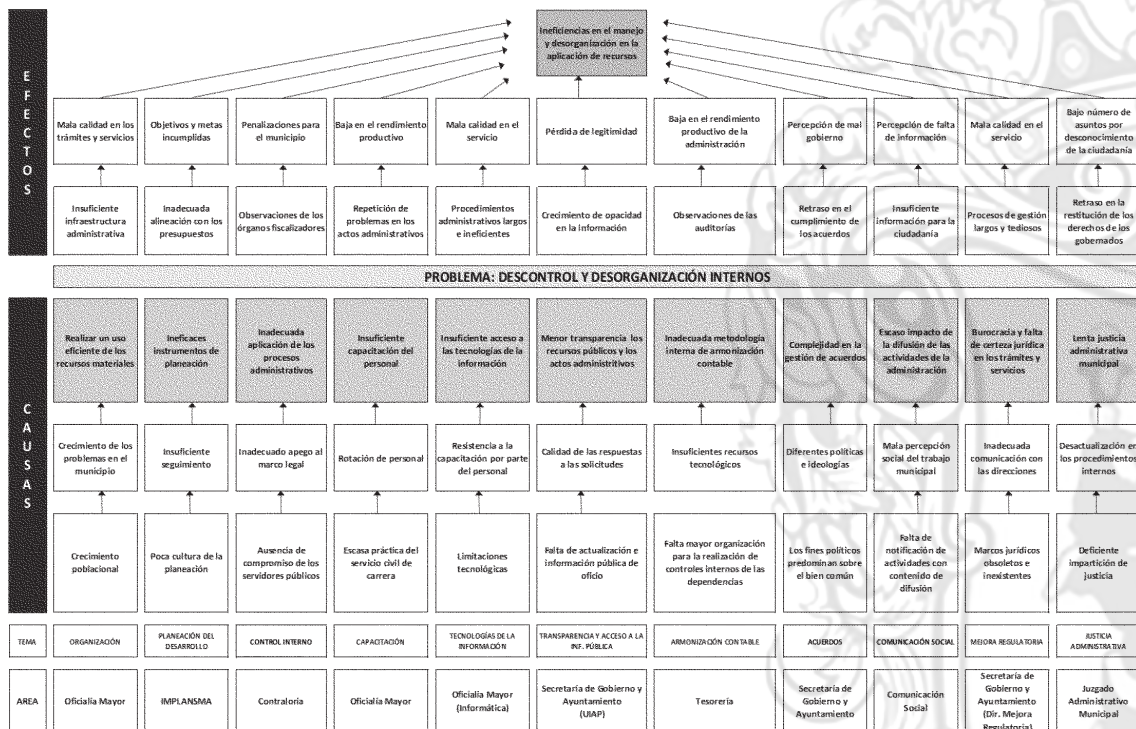 Ineficiencias en el manejo
y desorganización en la
aplicación de recursos
EFECTOS
Mala calidad en los
trámites y servicios
Objetivos y metas
incumplidas
Penalizaciones para
el municipio
Baja en el rendimiento
productivo
Mala calidad en el
servicio
Pérdida de legitimidad
Baja en el rendimiento
productivo de la
administración
Percepción de mal
gobierno
Percepción de falta
de información
Mala calidad en el
servicio
Bajo número de
asuntos por
desconocimiento
de la ciudadanía
Insuficiente
infraestructura
administrativa
Inadecuada
alineación con los
presupuestos
Observaciones de los
órganos fiscalizadores
Repetición de
problemas en los
actos administrativos
Procedimientos
administrativos largos
e ineficientes
Crecimiento de opacidad
en la información
Observaciones de las
auditorías
Retraso en el
cumplimiento de
los acuerdos
Insuficiente
información para la
ciudadanía
Procesos de gestión
largos y tediosos
Retraso en la
restitución de los
derechos de los
gobernados
PROBLEMA: DESCONTROL Y DESORGANIZACIÓN INTERNOS
CAUSAS
Realizar un uso
eficiente de los
recursos materiales
Ineficaces
instrumentos de
planeación
Inadecuada
aplicación de los
procesos
administrativos
Insuficiente
capacitación del
personal
Insuficiente acceso a
las tecnologías de la
información
Menor transparencia los
recursos públicos y los
actos administritivos
Inadecuada metodología
interna de armonización
contable
Complejidad en la
gestión de acuerdos
Escaso impacto de
la difusión de las
actividades de la
administración
Burocracia y falta
de certeza jurídica
en los trámites y
servicios
Lenta justicia
administrativa
municipal
Crecimiento de los
problemas en el
municipio
Insuficiente
seguimiento
Inadecuado apego al
marco legal
Rotación de personal
Resistencia a la
capacitación por parte
del personal
Calidad de las respuestas
a las solicitudes
Insuficientes recursos
tecnológicos
Diferentes políticas
e ideologías
Mala percepción
social del trabajo
municipal
Inadecuada
comunicación con
las direcciones
Desactualización en
los procedimientos
internos
Crecimiento
poblacional
Poca cultura de la
planeación
Ausencia de
compromiso de los
servidores públicos
Escasa práctica del
servicio civil de
carrera
Limitaciones
tecnológicas
Falta de actualización e
información pública de
oficio
Falta mayor organización
para la realización de
controles internos de las
dependencias
Los fines políticos
predominan sobre
el bien común
Falta de
notificación de
actividades con
contenido de
difusión
Marcos jurídicos
obsoletos e
inexistentes
Deficiente
impartición de
justicia
TEMA
ORGANIZACIÓN
PLANEACIÓN DEL
DESARROLLO
CONTROL INTERNO
CAPACITACIÓN
TECNOLOGÍAS DE LA
INFORMACIÓN
TRANSPARENCIA Y ACCESO A LA
INF. PÚBLICA
ARMONIZACIÓN CONTABLE
ACUERDOS
COMUNICACIÓN SOCIAL
MEJORA REGULATORIA
JUSTICIA
ADMINISTRATIVA
AREA
Oficialía Mayor
IMPLANSMA
Contraloría
Oficialía Mayor
Oficialía Mayor
(Informática)
Secretaría de Gobierno y
Ayuntamiento
(UIAP)
Tesorería
Secretaría de
Gobierno y
Ayuntamiento
Comunicación
Social
Secretaría de
Gobierno y
Ayuntamiento
(Dir. Mejora
Regulatoria)
Juzgado
Administrativo
Municipal